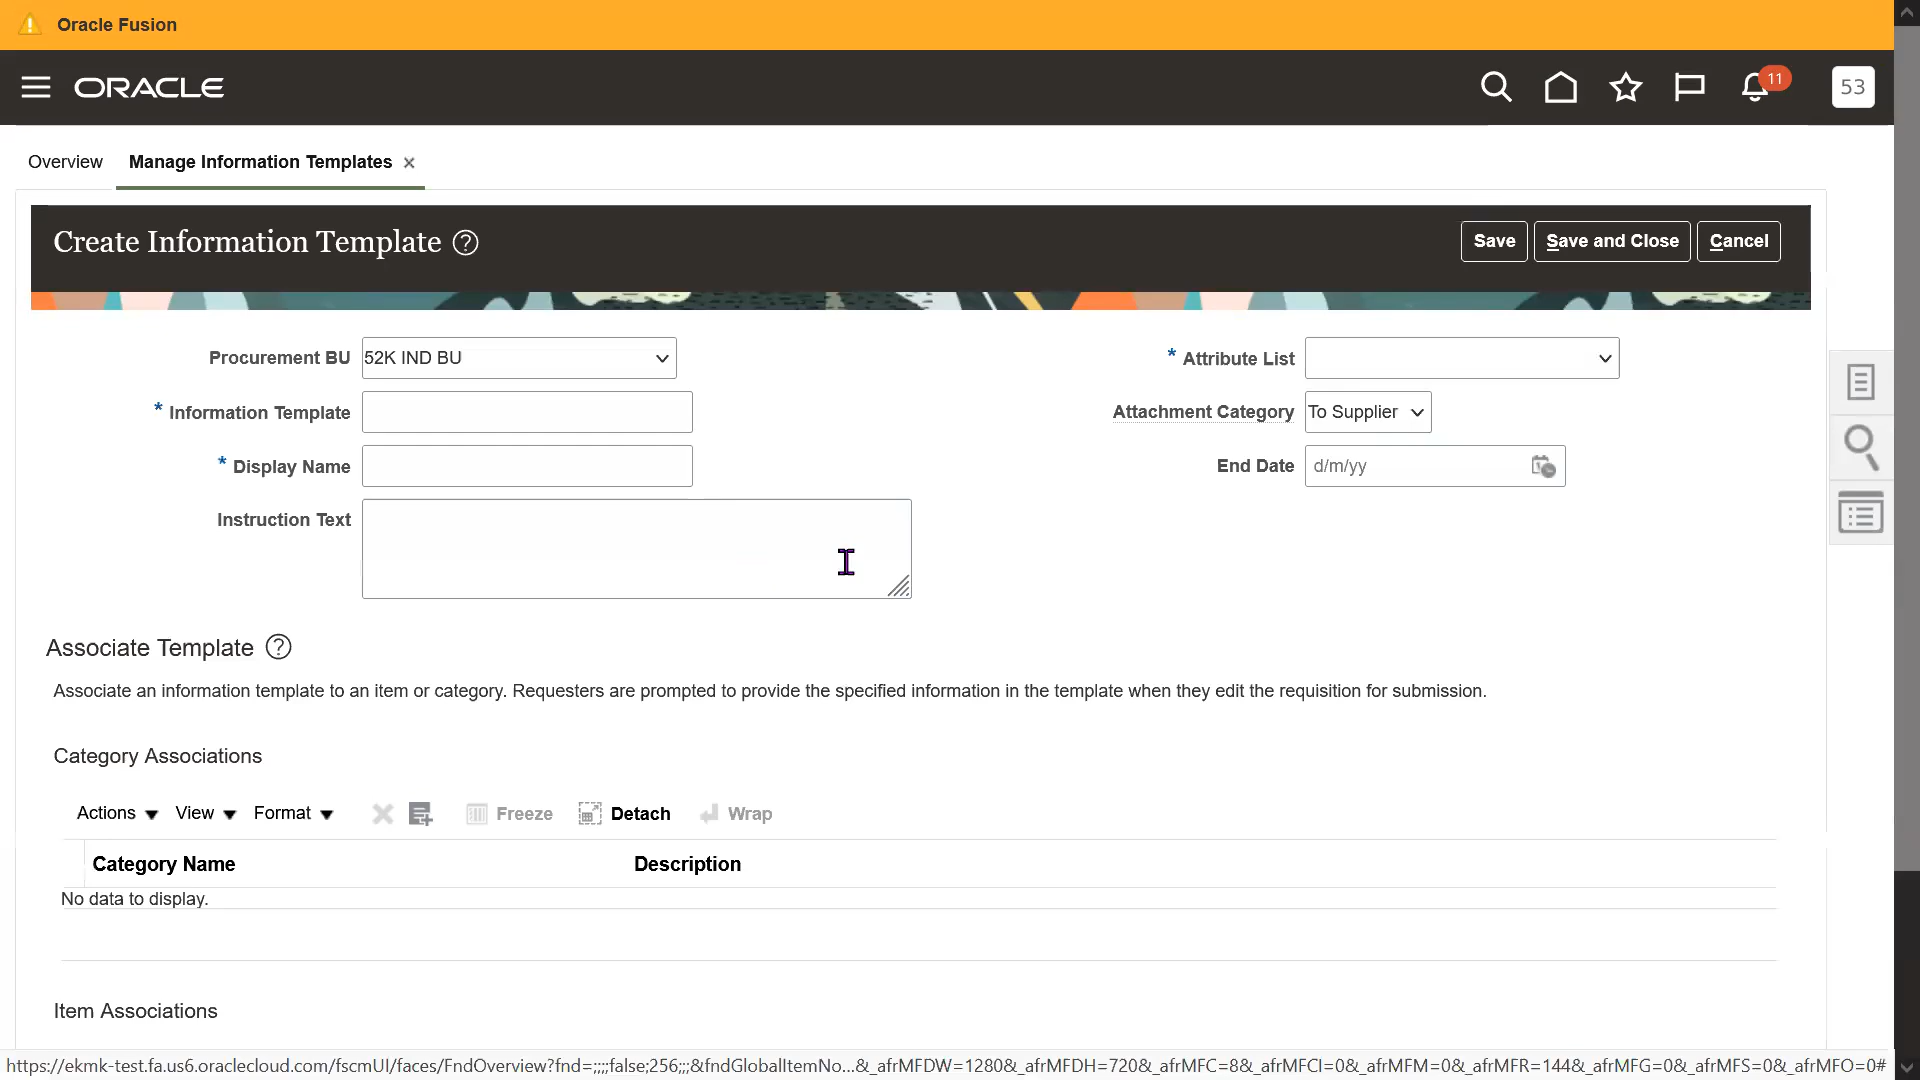 Oracle Fusion
ORACLE
11
53
Overview
Manage Information Templates
Create Information Template
Save
Save and Close
Cancel
Procurement BU
52K IND BU
* Attribute List
* Information Template
Attachment Category
To Supplier
* Display Name
End Date
d/m/yy
Instruction Text
Associate Template
Associate an information template to an item or category. Requesters are prompted to provide the specified information in the template when they edit the requisition for submission.
Category Associations
Actions
View
Format
Freeze
Detach
Wrap
Category Name
Description
No data to display.
Item Associations
https://ekmk-test.fa.us6.oraclecloud.com/fscmUI/faces/FndOverview?fnd=;;;;false;256;;;&fndGlobalItemNo...&_afrMFDW=1280&_afrMFDH=720&_afrMFC=8&_afrMFCI=0&_afrMFM=0&_afrMFR=144&_afrMFG=0&_afrMFS=0&_afrMFO=0#